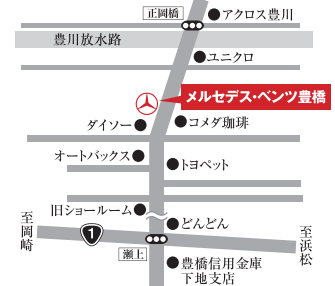 正岡橋
アクロス豊川
豊川放水路
ユニクロ
メルセデス・ベンツ豊橋
ダイソー
コメダ珈琲
オートバックス
トヨペット
旧ショールーム
どんどん
至岡崎
1
瀬上
至浜松
豊橋信用金庫
下地支店